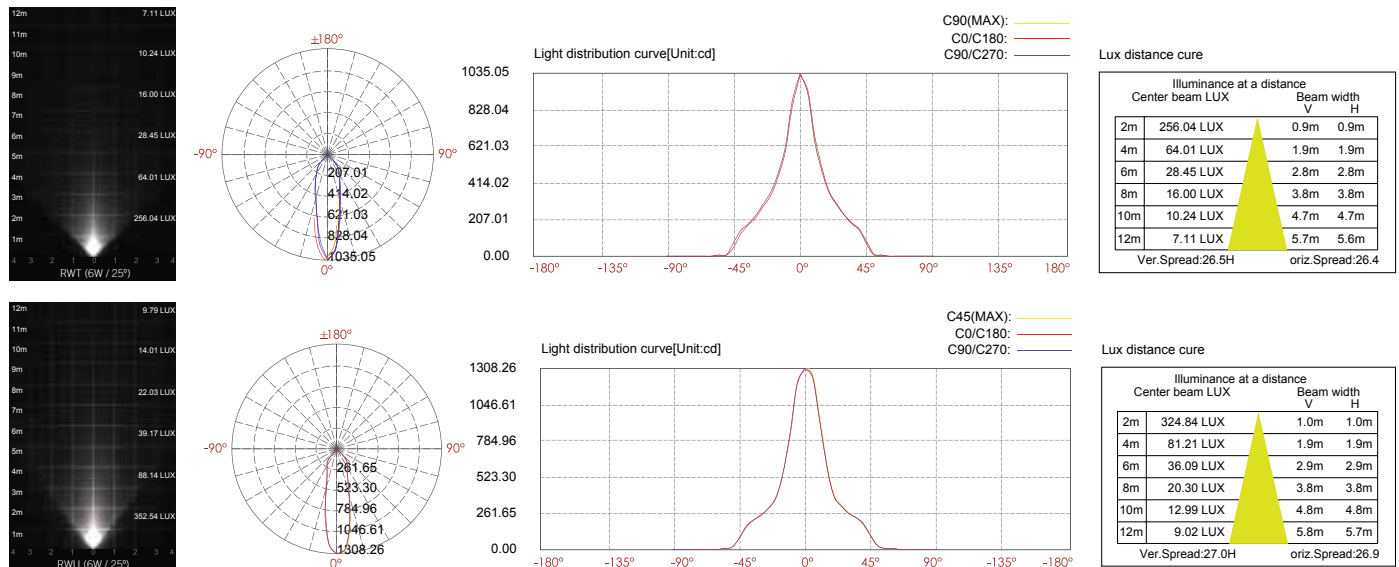 12m 7.11 LUX
11m
10m 10.24 LUX
9m
8m 16.00 LUX
7m
6m 28.45 LUX
5m
4m 64.01 LUX
3m
2m 256.04 LUX
1m
4 3 2 1 0 1 2 3 4
RWT (6W / 25°)
±180°
-90° 90°
207.01
414.02
621.03
828.04
1035.05
0°
Light distribution curve[Unit:cd]
C90(MAX):
C0/C180:
C90/C270:
1035.05
828.04
621.03
414.02
207.01
0.00
-180° -135° -90° -45° 0° 45° 90° 135° 180°
Lux distance cure
Illuminance at a distance
Center beam LUX Beam width
V H
2m 256.04 LUX 0.9m 0.9m
4m 64.01 LUX 1.9m 1.9m
6m 28.45 LUX 2.8m 2.8m
8m 16.00 LUX 3.8m 3.8m
10m 10.24 LUX 4.7m 4.7m
12m 7.11 LUX 5.7m 5.6m
Ver.Spread:26.5H oriz.Spread:26.4
12m 9.79 LUX
11m
10m 14.01 LUX
9m
8m 22.03 LUX
7m
6m 39.17 LUX
5m
4m 88.14 LUX
3m
2m 352.54 LUX
1m
4 3 2 1 0 1 2 3 4
RWU (6W / 25°)
±180°
-90° 90°
261.65
523.30
784.96
1046.61
1308.26
0°
Light distribution curve[Unit:cd]
C45(MAX):
C0/C180:
C90/C270:
1308.26
1046.61
784.96
523.30
261.65
0.00
-180° -135° -90° -45° 0° 45° 90° 135° 180°
Lux distance cure
Illuminance at a distance
Center beam LUX Beam width
V H
2m 324.84 LUX 1.0m 1.0m
4m 81.21 LUX 1.9m 1.9m
6m 36.09 LUX 2.9m 2.9m
8m 20.30 LUX 3.8m 3.8m
10m 12.99 LUX 4.8m 4.8m
12m 9.02 LUX 5.8m 5.7m
Ver.Spread:27.0H oriz.Spread:26.9